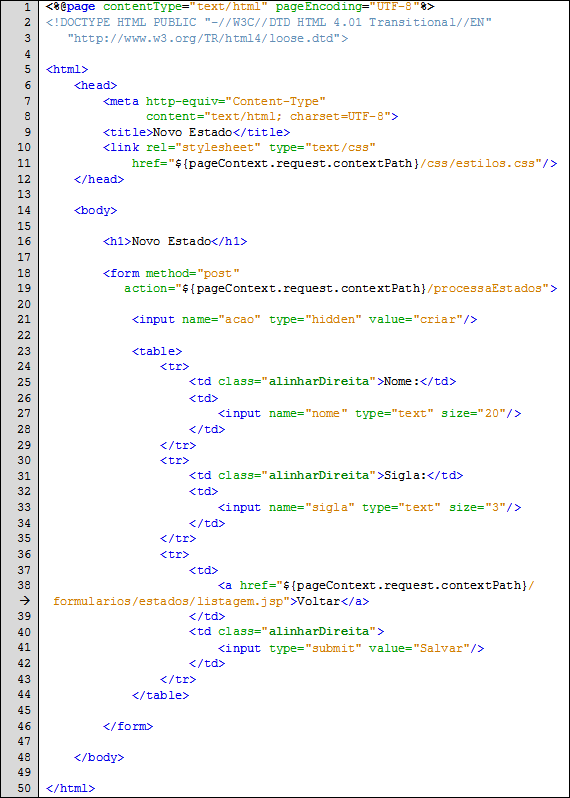 1 <%@page contentType="text/html" pageEncoding="UTF-8"%>
2 <!DOCTYPE HTML PUBLIC "-//W3C//DTD HTML 4.01 Transitional//EN"
3    "http://www.w3.org/TR/html4/loose.dtd">
4
5 <html>
6     <head>
7         <meta http-equiv="Content-Type"
8               content="text/html; charset=UTF-8">
9         <title>Novo Estado</title>
10         <link rel="stylesheet" type="text/css"
11             href="${pageContext.request.contextPath}/css/estilos.css"/>
12     </head>
13
14     <body>
15
16         <h1>Novo Estado</h1>
17
18         <form method="post"
19            action="${pageContext.request.contextPath}/processaEstados">
20
21             <input name="acao" type="hidden" value="criar"/>
22
23             <table>
24                 <tr>
25                     <td class="alinharDireita">Nome:</td>
26                     <td>
27                         <input name="nome" type="text" size="20"/>
28                     </td>
29                 </tr>
30                 <tr>
31                     <td class="alinharDireita">Sigla:</td>
32                     <td>
33                         <input name="sigla" type="text" size="3"/>
34                     </td>
35                 </tr>
36                 <tr>
37                     <td>
38                         <a href="${pageContext.request.contextPath}/
→ formularios/estados/listagem.jsp">Voltar</a>
39                     </td>
40                     <td class="alinharDireita">
41                         <input type="submit" value="Salvar"/>
42                     </td>
43                 </tr>
44             </table>
45
46         </form>
47
48     </body>
49
50 </html>